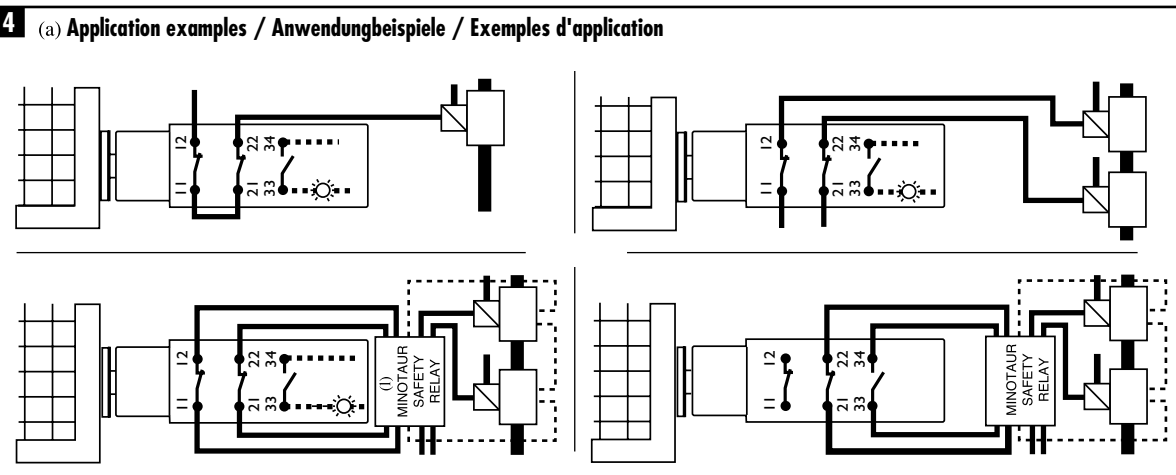 4 (a) Application examples / Anwendungbeispiele / Exemples d'application
12 22 34
11 21 33
12 22 34
11 21 33
12 22 34
11 21 33
(I)
MINOTAUR
SAFETY
RELAY
12 22 34
11 21 33
MINOTAUR
SAFETY
RELAY